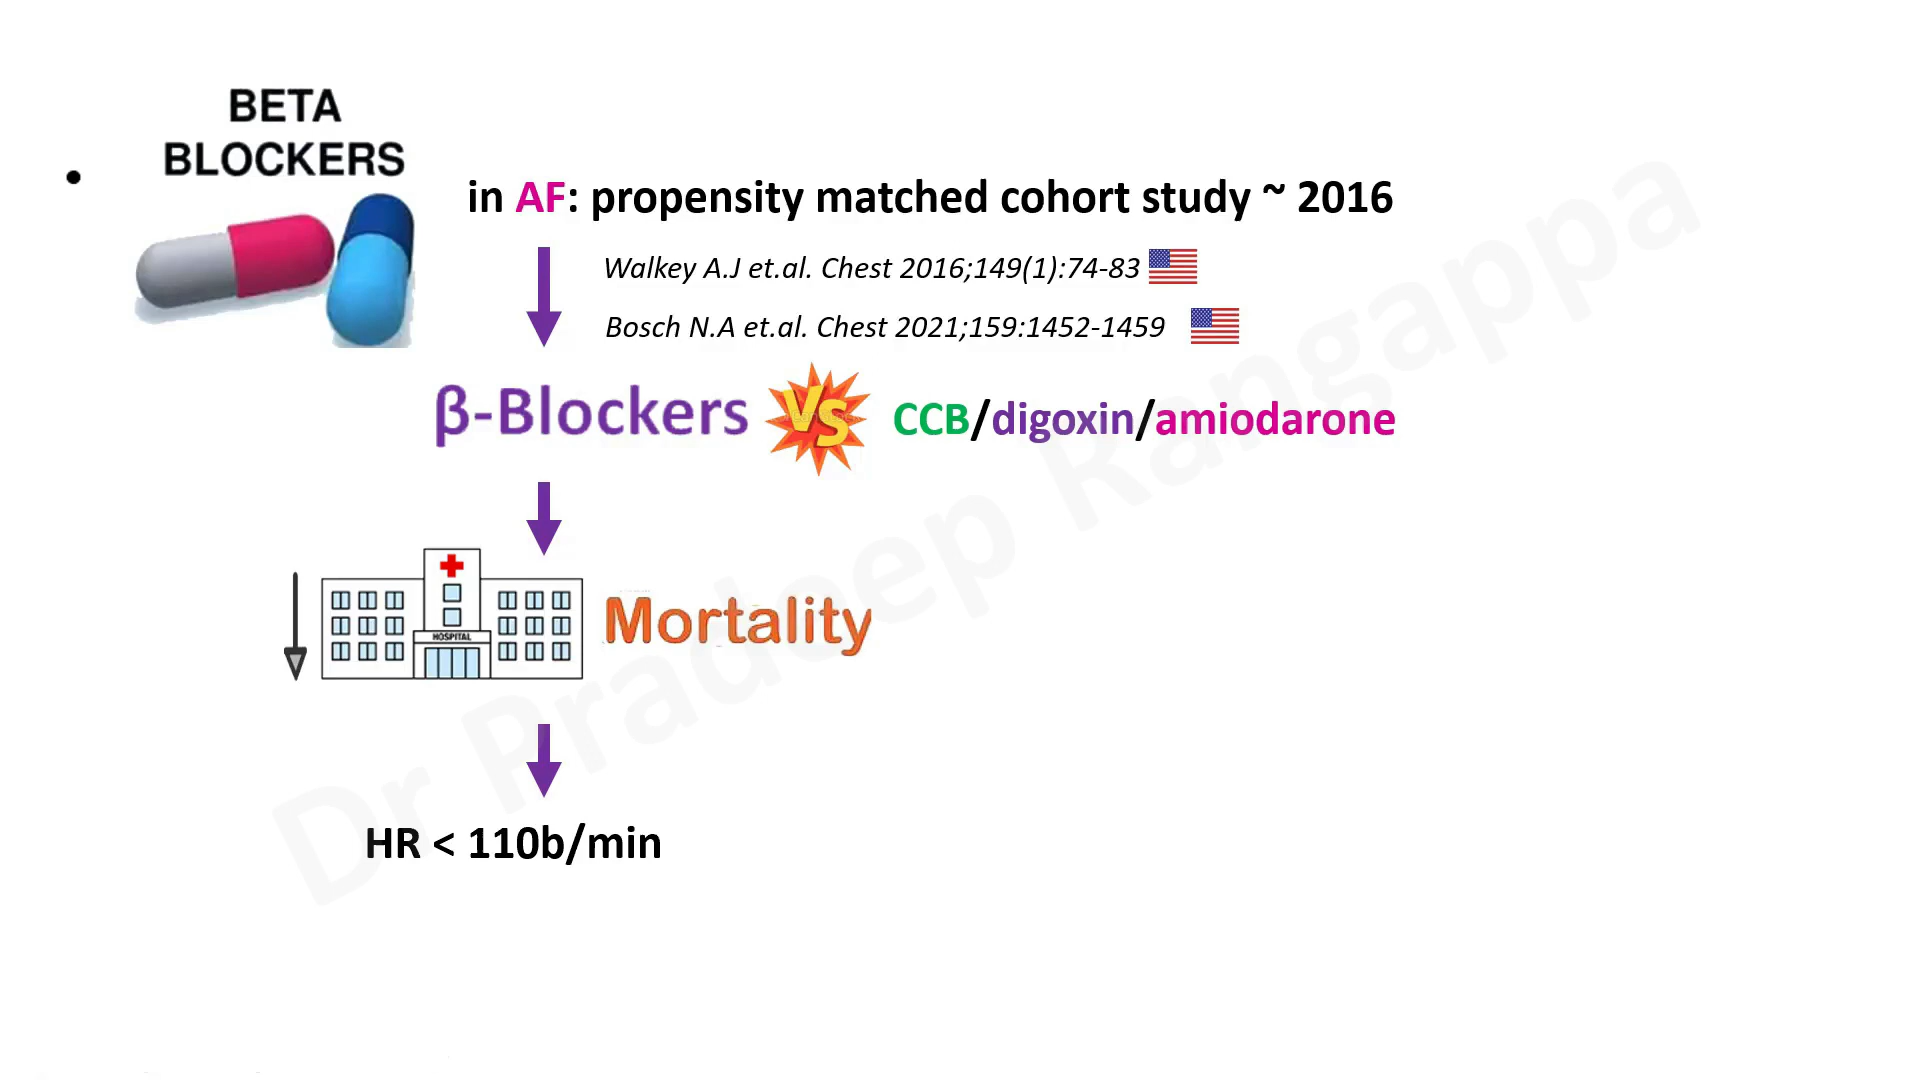 BETA
BLOCKERS
• in AF: propensity matched cohort study ~ 2016
Walkey A.J et.al. Chest 2016;149(1):74-83
Bosch N.A et.al. Chest 2021;159:1452-1459
β-Blockers VS CCB/digoxin/amiodarone
HOSPITAL
Mortality
HR < 110b/min
Dr Pradeep Rangappa